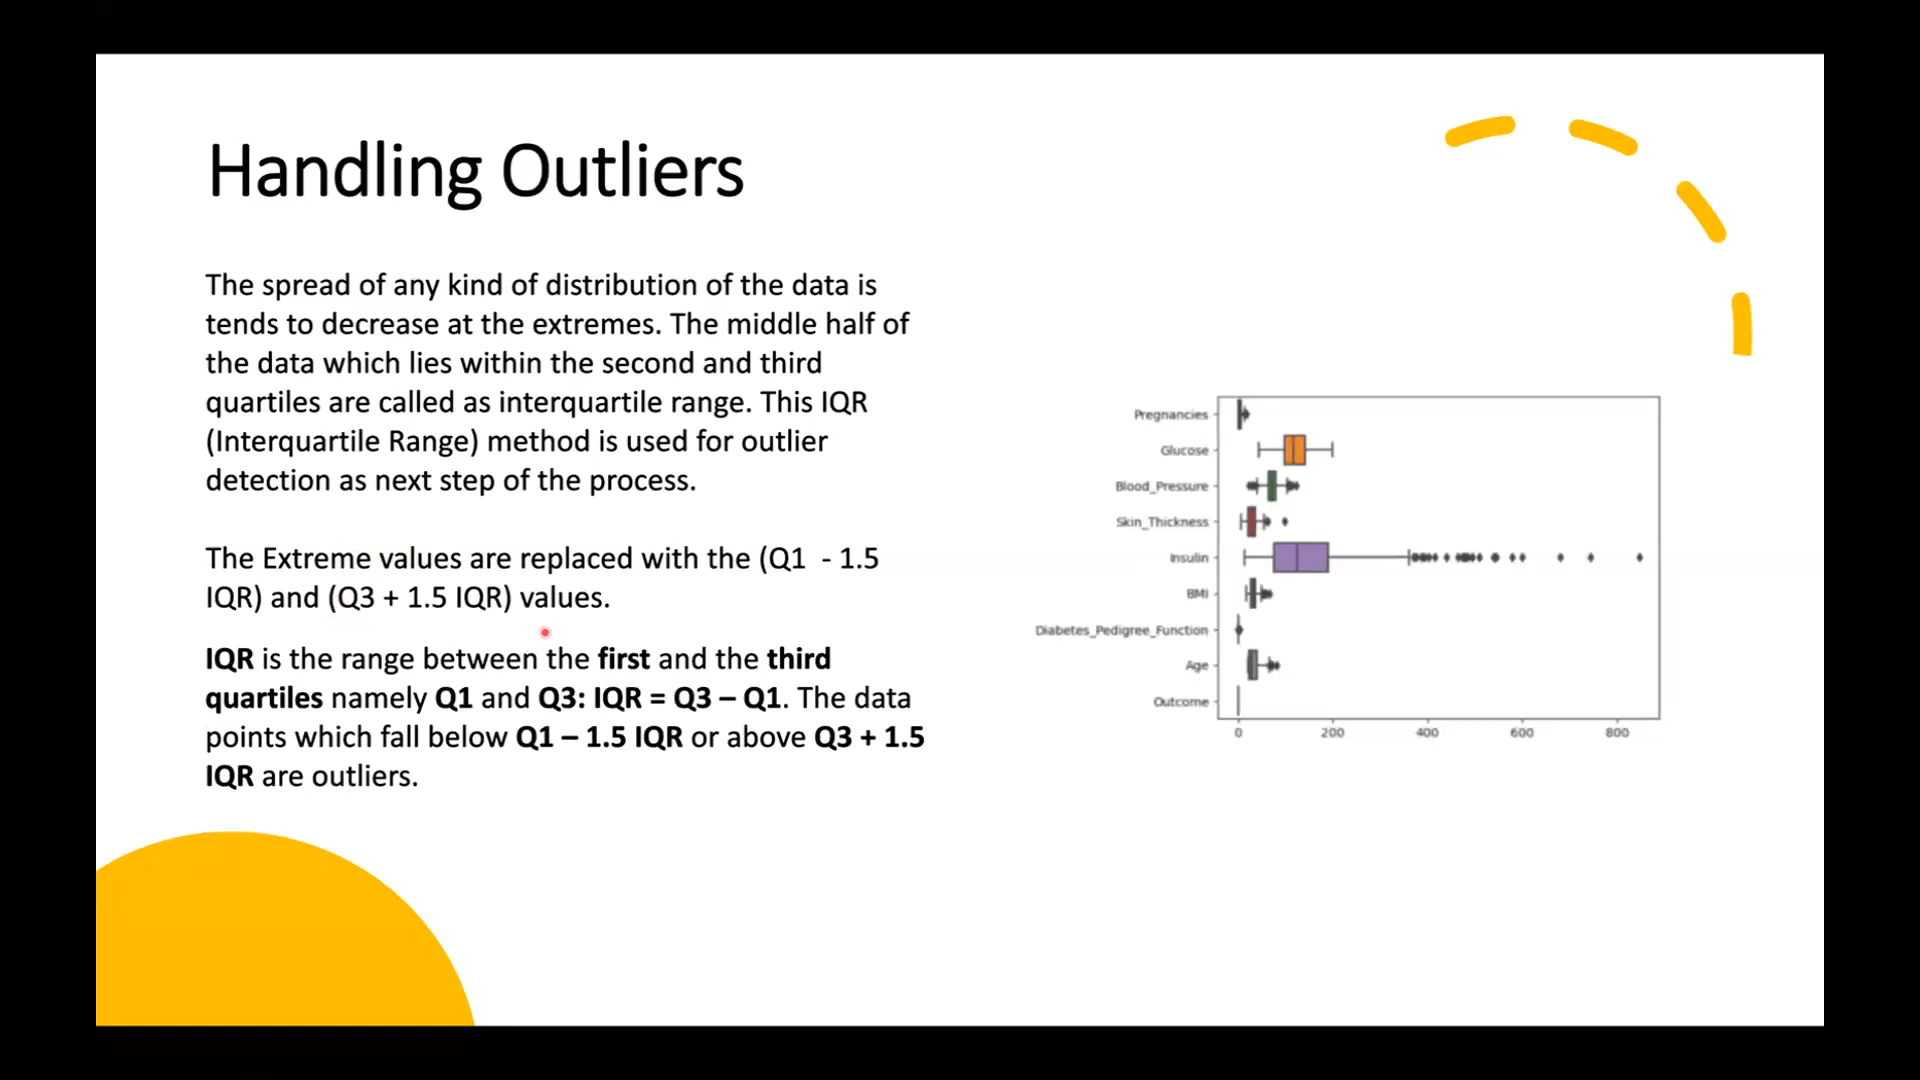 Handling Outliers
The spread of any kind of distribution of the data is
tends to decrease at the extremes. The middle half of
the data which lies within the second and third
quartiles are called as interquartile range. This IQR
(Interquartile Range) method is used for outlier
detection as next step of the process.
The Extreme values are replaced with the (Q1  - 1.5
IQR) and (Q3 + 1.5 IQR) values.
IQR is the range between the first and the third
quartiles namely Q1 and Q3: IQR = Q3 – Q1. The data
points which fall below Q1 – 1.5 IQR or above Q3 + 1.5
IQR are outliers.
Pregnancies
Glucose
Blood_Pressure
Skin_Thickness
Insulin
BMI
Diabetes_Pedigree_Function
Age
Outcome
0 200 400 600 800